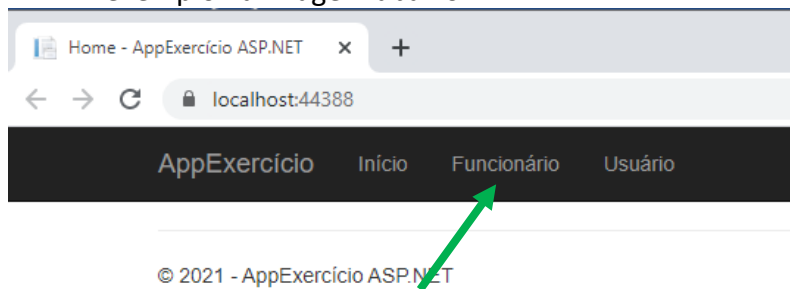 Home - AppExercício ASP.NET
localhost:44388
AppExercício Início Funcionário Usuário
© 2021 - AppExercício ASP.NET